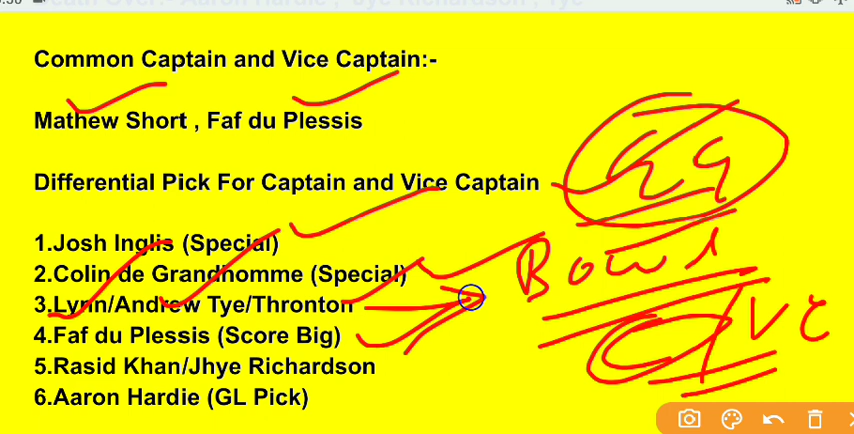 Common Captain and Vice Captain:-
Mathew Short , Faf du Plessis
Differential Pick For Captain and Vice Captain
1.Josh Inglis (Special)
2.Colin de Grandhomme (Special)
3.Lynn/Andrew Tye/Thronton
4.Faf du Plessis (Score Big)
5.Rasid Khan/Jhye Richardson
6.Aaron Hardie (GL Pick)
Bowl
C/VC